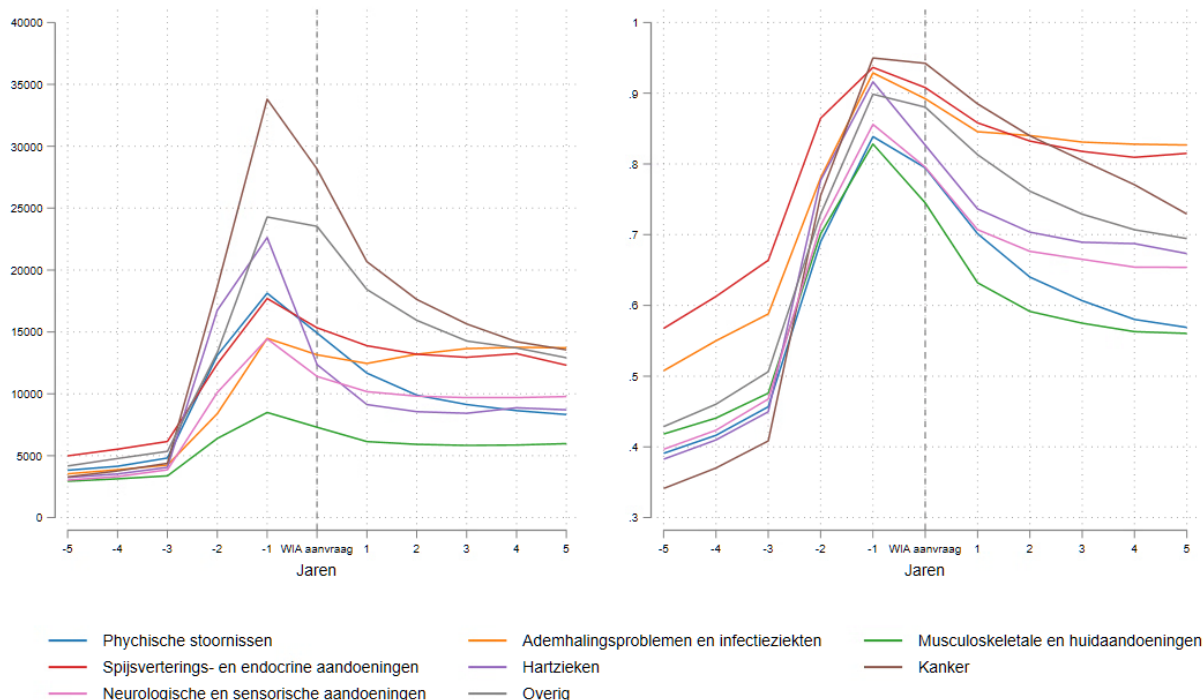 40000
35000
30000
25000
20000
15000
10000
5000
0
-5 -4 -3 -2 -1 WIA aanvraag 1 2 3 4 5
Jaren
1
.9
.8
.7
.6
.5
.4
.3
-5 -4 -3 -2 -1 WIA aanvraag 1 2 3 4 5
Jaren
Phychische stoornissen
Ademhalingsproblemen en infectieziekten
Musculoskeletale en huidaandoeningen
Spijsverterings- en endocrine aandoeningen
Hartzieken
Kanker
Neurologische en sensorische aandoeningen
Overig